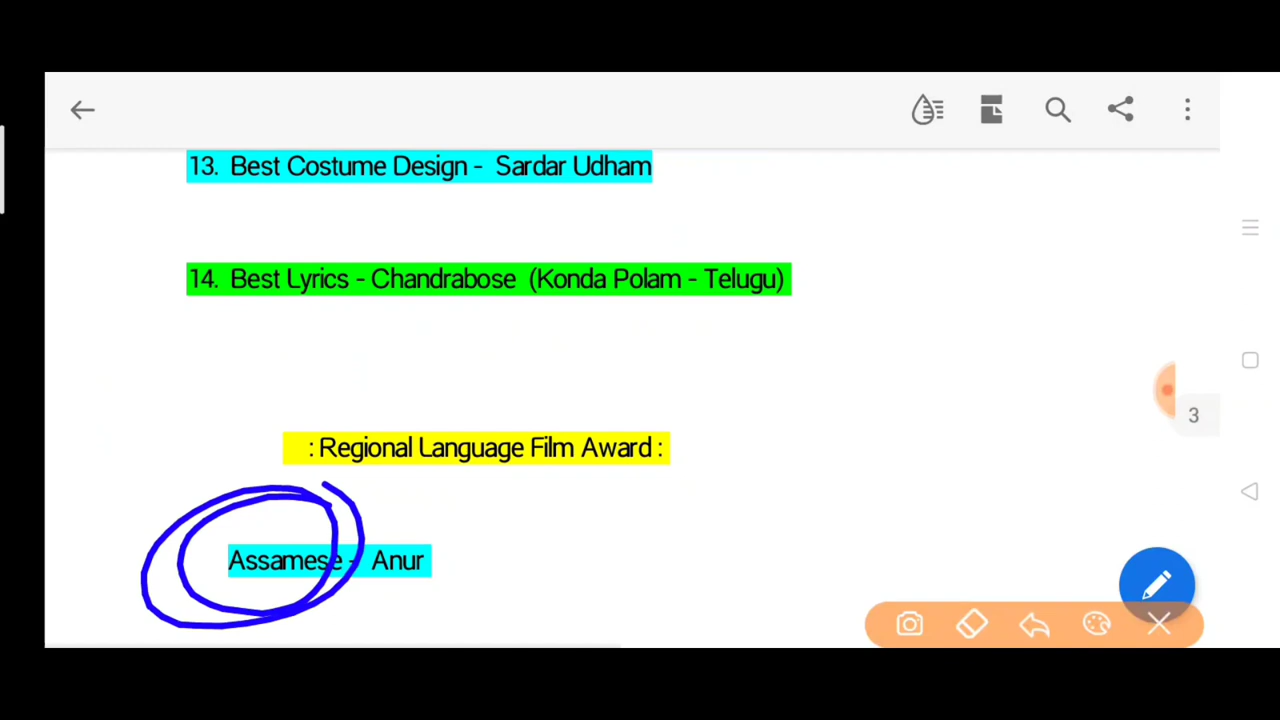 13. Best Costume Design - Sardar Udham
14. Best Lyrics - Chandrabose (Konda Polam - Telugu)
3
: Regional Language Film Award :
Assamese - Anur